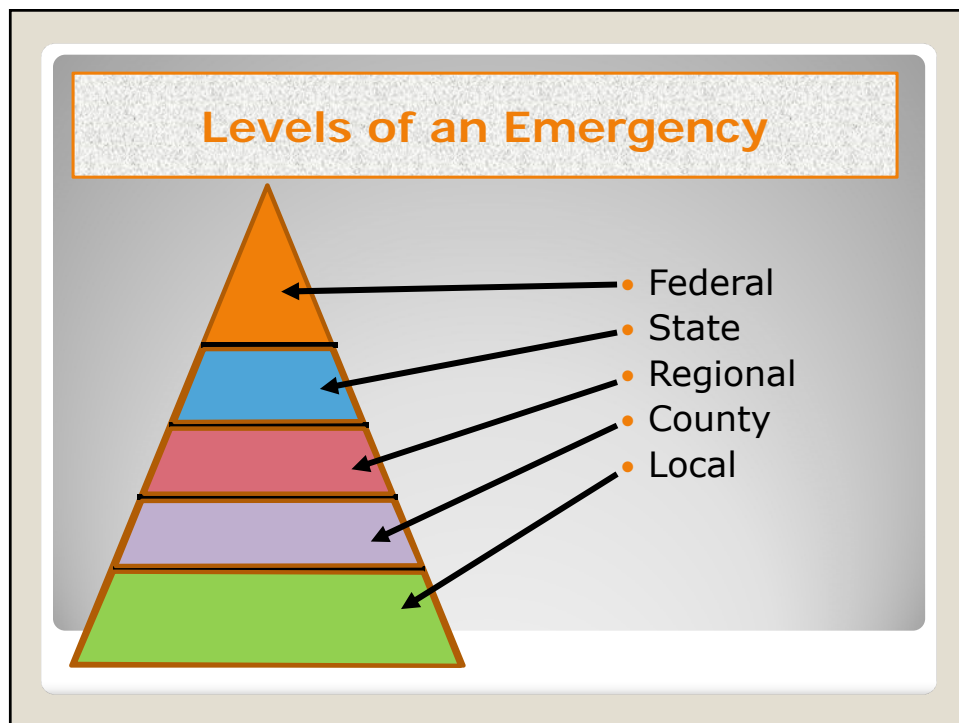 Levels of an Emergency
• Federal
• State
• Regional
• County
• Local